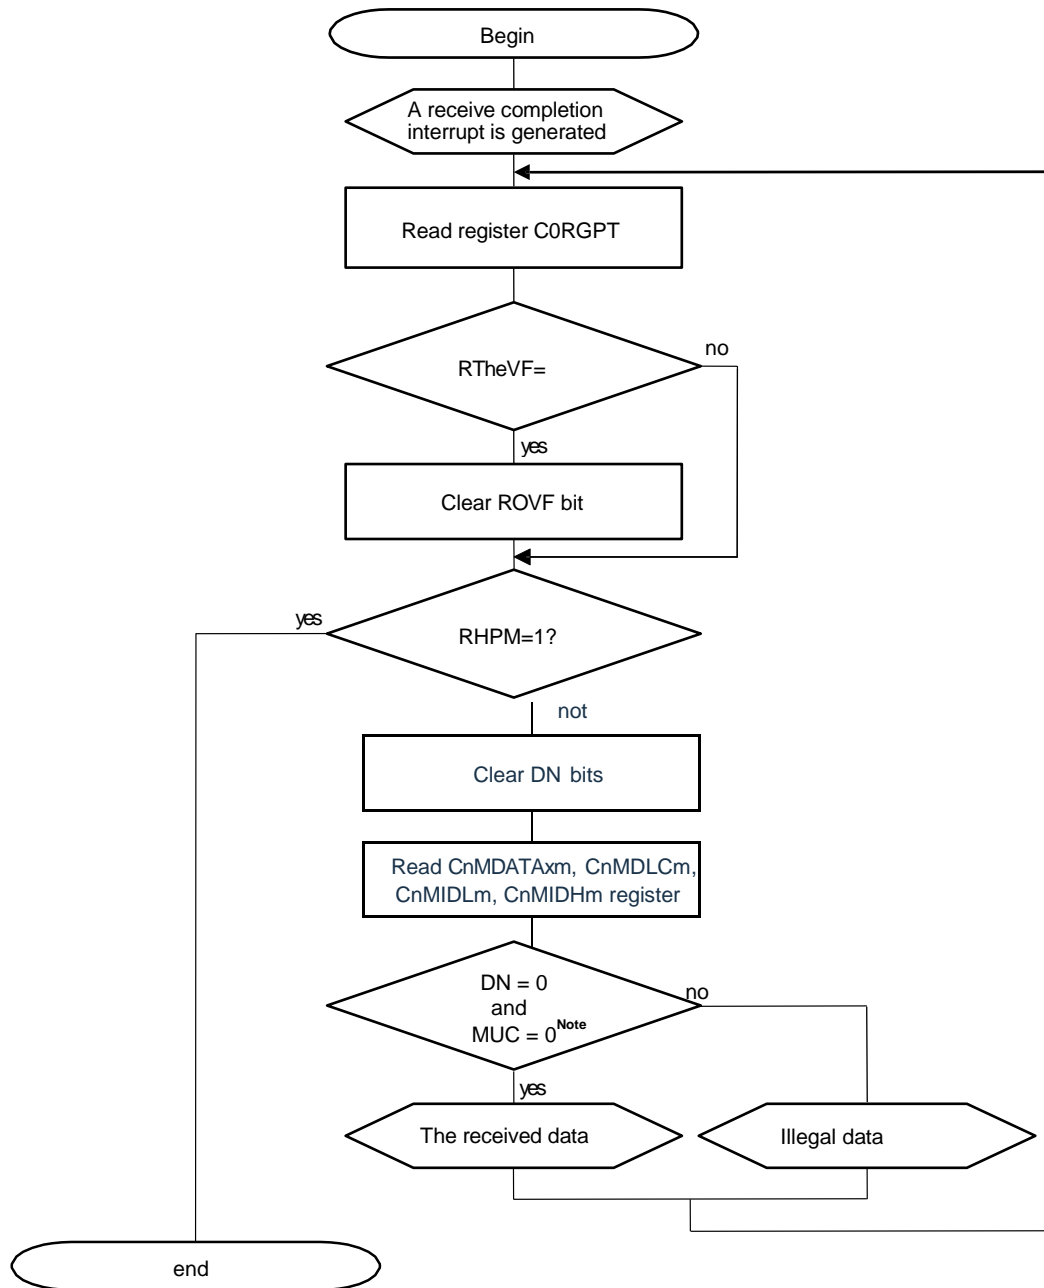 Begin
A receive completion
interrupt is generated
Read register C0RGPT
RTheVF=
no
yes
Clear ROVF bit
yes
RHPM=1?
not
Clear DN bits
Read CnMDATAxm, CnMDLCm,
CnMIDLm, CnMIDHm register
DN = 0
and
MUC = 0Note
no
yes
The received data
Illegal data
end